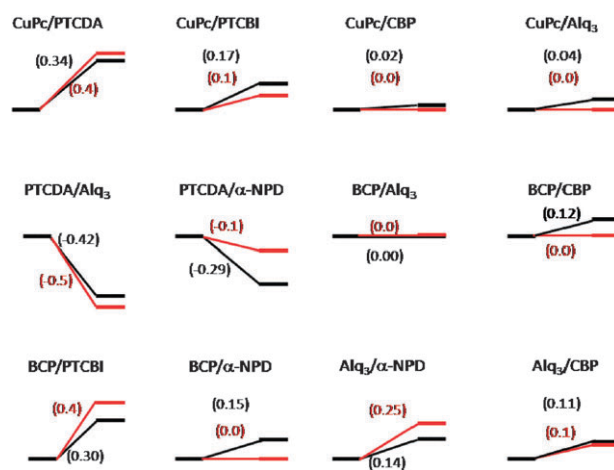 CuPc/PTCDA CuPc/PTCBI CuPc/CBP CuPc/Alq₃
(0.34) (0.17) (0.02) (0.04)
(0.4) (0.1) (0.0) (0.0)
PTCDA/Alq₃ PTCDA/α-NPD BCP/Alq₃ BCP/CBP
(-0.42) (-0.1) (0.0) (0.12)
(-0.5) (-0.29) (0.00) (0.0)
BCP/PTCBI BCP/α-NPD Alq₃/α-NPD Alq₃/CBP
(0.4) (0.15) (0.25) (0.11)
(0.30) (0.0) (0.14) (0.1)